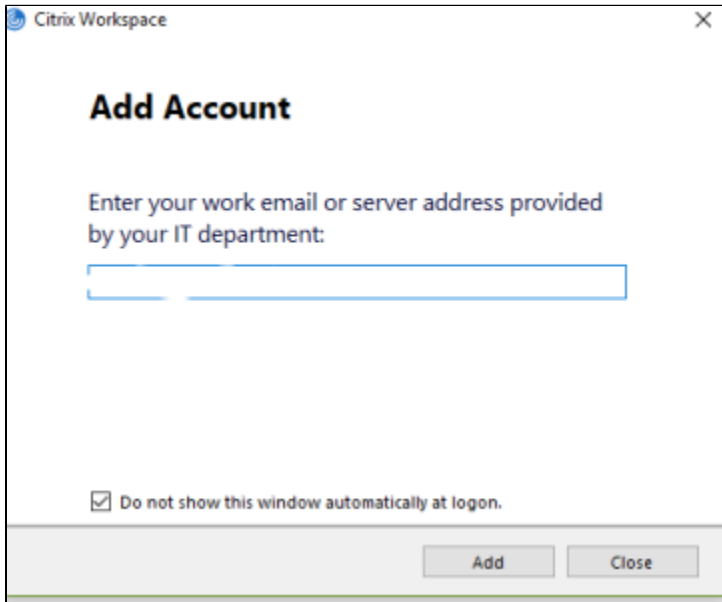 Citrix Workspace
Add Account
Enter your work email or server address provided
by your IT department:
Do not show this window automatically at logon.
Add Close